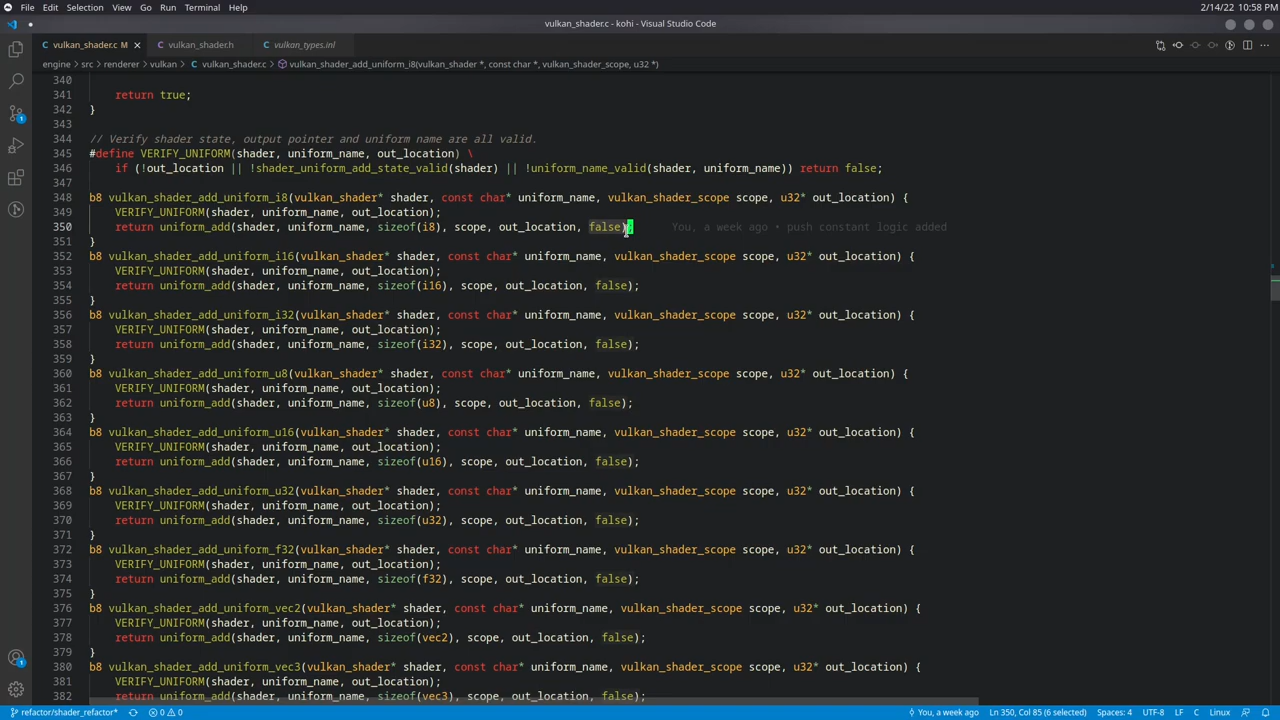 File Edit Selection View Go Run Terminal Help
2/14/22 10:58 PM
vulkan_shader.c - kohi - Visual Studio Code
C vulkan_shader.c M
C vulkan_shader.h
C vulkan_types.inl
engine > src > renderer > vulkan > C vulkan_shader.c > vulkan_shader_add_uniform_i8(vulkan_shader *, const char *, vulkan_shader_scope, u32 *)
340
341 return true;
342 }
343
344 // Verify shader state, output pointer and uniform name are all valid.
345 #define VERIFY_UNIFORM(shader, uniform_name, out_location) \
346 if (!out_location || !shader_uniform_add_state_valid(shader) || !uniform_name_valid(shader, uniform_name)) return false;
347
348 b8 vulkan_shader_add_uniform_i8(vulkan_shader* shader, const char* uniform_name, vulkan_shader_scope scope, u32* out_location) {
349 VERIFY_UNIFORM(shader, uniform_name, out_location);
350 return uniform_add(shader, uniform_name, sizeof(i8), scope, out_location, false); You, a week ago • push constant logic added
351 }
352 b8 vulkan_shader_add_uniform_i16(vulkan_shader* shader, const char* uniform_name, vulkan_shader_scope scope, u32* out_location) {
353 VERIFY_UNIFORM(shader, uniform_name, out_location);
354 return uniform_add(shader, uniform_name, sizeof(i16), scope, out_location, false);
355 }
356 b8 vulkan_shader_add_uniform_i32(vulkan_shader* shader, const char* uniform_name, vulkan_shader_scope scope, u32* out_location) {
357 VERIFY_UNIFORM(shader, uniform_name, out_location);
358 return uniform_add(shader, uniform_name, sizeof(i32), scope, out_location, false);
359 }
360 b8 vulkan_shader_add_uniform_u8(vulkan_shader* shader, const char* uniform_name, vulkan_shader_scope scope, u32* out_location) {
361 VERIFY_UNIFORM(shader, uniform_name, out_location);
362 return uniform_add(shader, uniform_name, sizeof(u8), scope, out_location, false);
363 }
364 b8 vulkan_shader_add_uniform_u16(vulkan_shader* shader, const char* uniform_name, vulkan_shader_scope scope, u32* out_location) {
365 VERIFY_UNIFORM(shader, uniform_name, out_location);
366 return uniform_add(shader, uniform_name, sizeof(u16), scope, out_location, false);
367 }
368 b8 vulkan_shader_add_uniform_u32(vulkan_shader* shader, const char* uniform_name, vulkan_shader_scope scope, u32* out_location) {
369 VERIFY_UNIFORM(shader, uniform_name, out_location);
370 return uniform_add(shader, uniform_name, sizeof(u32), scope, out_location, false);
371 }
372 b8 vulkan_shader_add_uniform_f32(vulkan_shader* shader, const char* uniform_name, vulkan_shader_scope scope, u32* out_location) {
373 VERIFY_UNIFORM(shader, uniform_name, out_location);
374 return uniform_add(shader, uniform_name, sizeof(f32), scope, out_location, false);
375 }
376 b8 vulkan_shader_add_uniform_vec2(vulkan_shader* shader, const char* uniform_name, vulkan_shader_scope scope, u32* out_location) {
377 VERIFY_UNIFORM(shader, uniform_name, out_location);
378 return uniform_add(shader, uniform_name, sizeof(vec2), scope, out_location, false);
379 }
380 b8 vulkan_shader_add_uniform_vec3(vulkan_shader* shader, const char* uniform_name, vulkan_shader_scope scope, u32* out_location) {
381 VERIFY_UNIFORM(shader, uniform_name, out_location);
382 return uniform_add(shader, uniform_name, sizeof(vec3), scope, out_location, false);
1
1
refactor/shader_refactor* 0 0 You, a week ago Ln 350, Col 85 (6 selected) Spaces: 4 UTF-8 LF C Linux